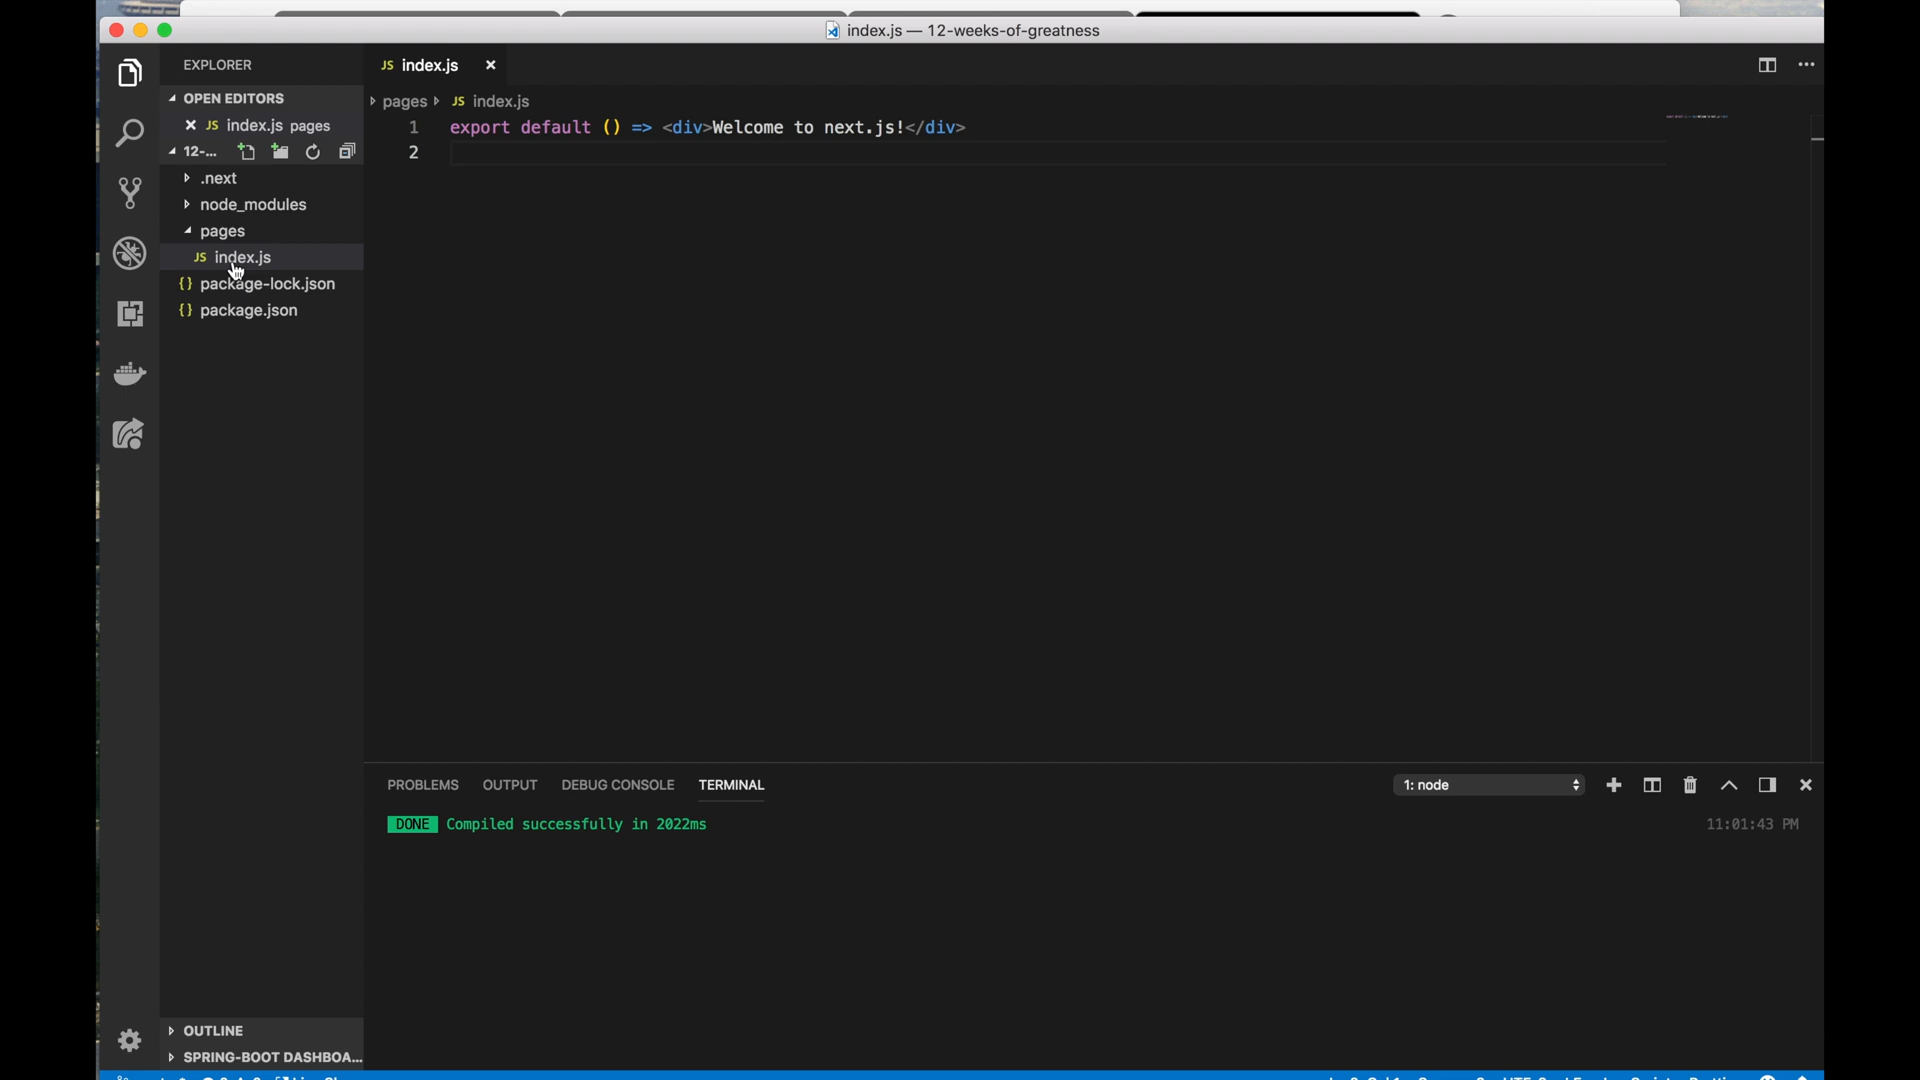 index.js — 12-weeks-of-greatness
EXPLORER
JS index.js
OPEN EDITORS
JS index.js pages
pages JS index.js
12-...
1 export default () => <div>Welcome to next.js!</div>
2
.next
node_modules
pages
JS index.js
{} package-lock.json
{} package.json
PROBLEMS OUTPUT DEBUG CONSOLE TERMINAL
1: node
DONE Compiled successfully in 2022ms
11:01:43 PM
OUTLINE
SPRING-BOOT DASHBOA...